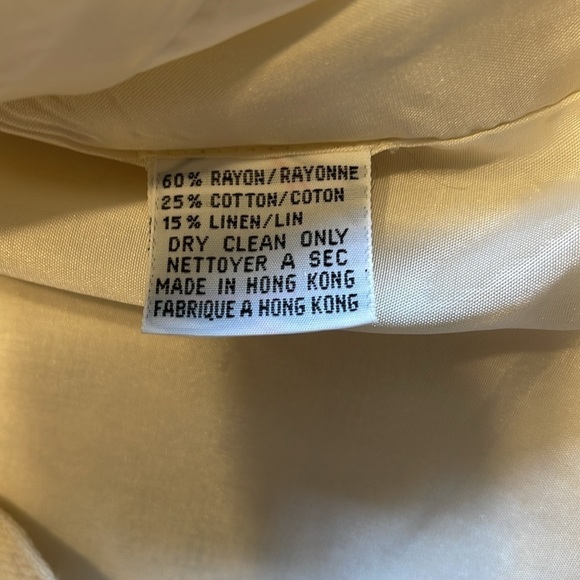 60% RAYON/RAYONNE
25% COTTON/COTON
15% LINEN/LIN
DRY CLEAN ONLY
NETTOYER A SEC
MADE IN HONG KONG
FABRIQUE A HONG KONG